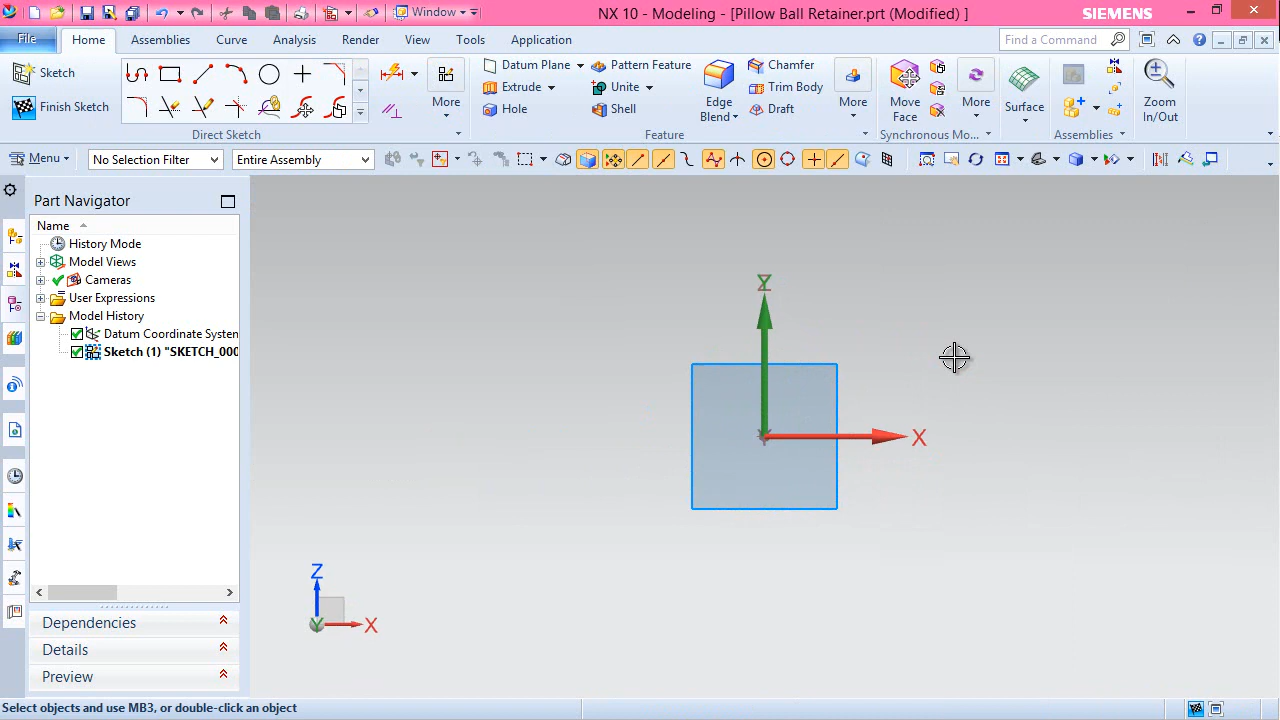 Window
NX 10 - Modeling - [Pillow Ball Retainer.prt (Modified) ]
SIEMENS
File
Home
Assemblies
Curve
Analysis
Render
View
Tools
Application
Find a Command
Sketch
Finish Sketch
More
Direct Sketch
Datum Plane
Extrude
Hole
Pattern Feature
Unite
Shell
Edge
Blend
Chamfer
Trim Body
Draft
More
Feature
Move
Face
More
Synchronous Mo...
Surface
Assemblies
Zoom
In/Out
Menu
No Selection Filter
Entire Assembly
Part Navigator
Name
History Mode
Model Views
Cameras
User Expressions
Model History
Datum Coordinate System
Sketch (1) "SKETCH_000
Dependencies
Details
Preview
Y
X
Z
Y
X
Select objects and use MB3, or double-click an object